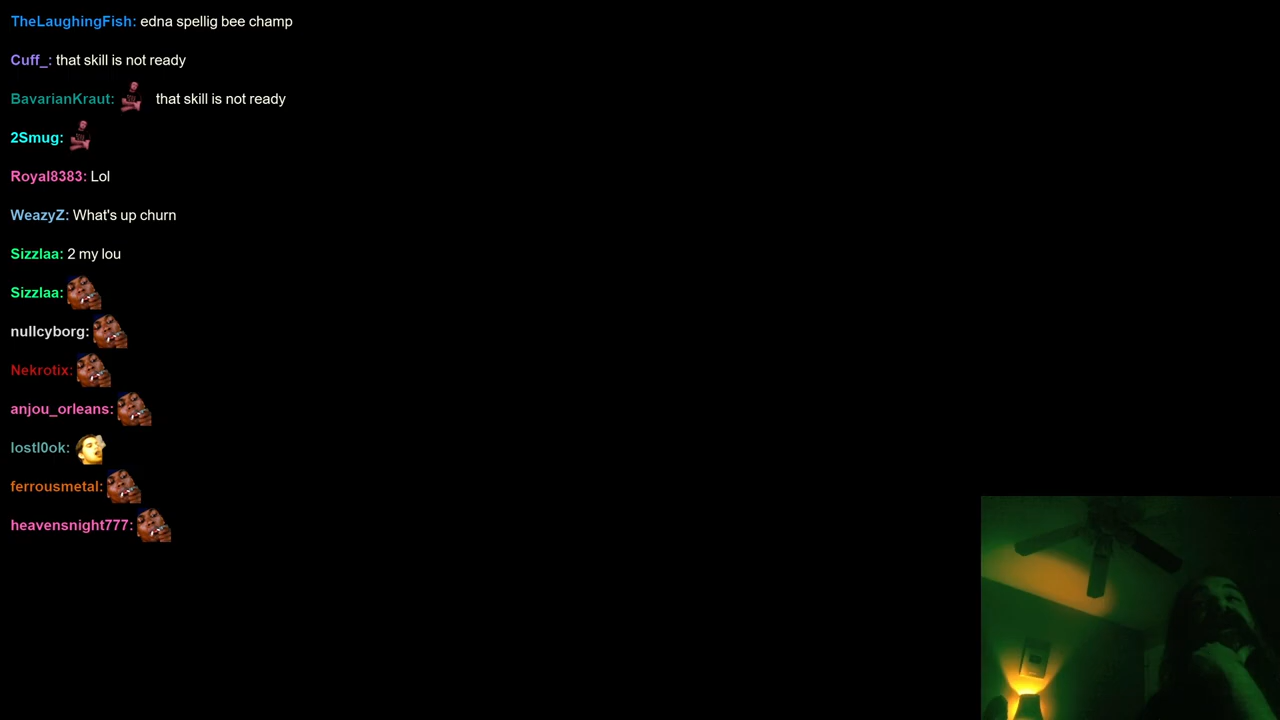 TheLaughingFish: edna spellig bee champ
Cuff_: that skill is not ready
BavarianKraut: that skill is not ready
2Smug:
Royal8383: Lol
WeazyZ: What's up churn
Sizzlaa: 2 my lou
Sizzlaa:
nullcyborg:
Nekrotix:
anjou_orleans:
lostl0ok:
ferrousmetal:
heavensnight777: